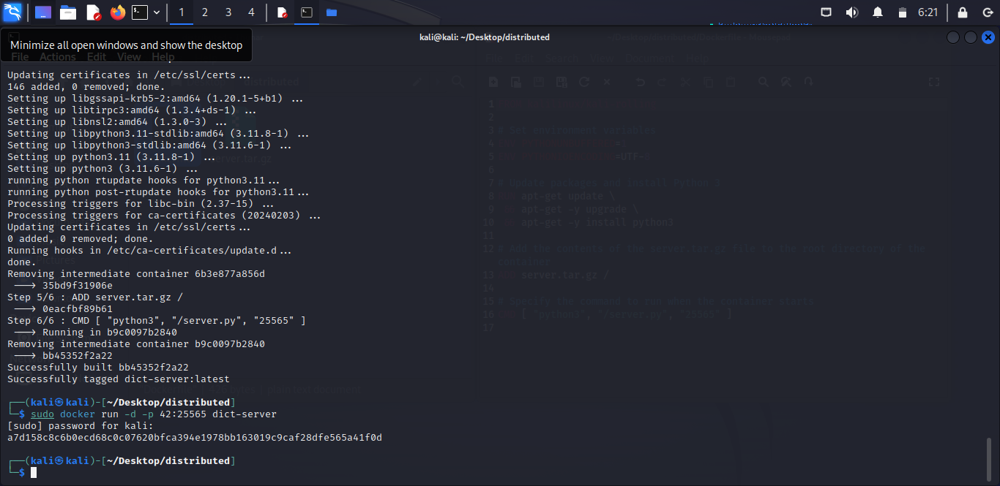 1 2 3 4 6:21
kali@kali: ~/Desktop/distributed
Minimize all open windows and show the desktop
File Actions Edit View Help
Updating certificates in /etc/ssl/certs...
146 added, 0 removed; done.
Setting up libgssapi-krb5-2:amd64 (1.20.1-5+b1) ...
Setting up libtirpc3:amd64 (1.3.4+ds-1) ...
Setting up libnsl2:amd64 (1.3.0-3) ...
Setting up libpython3.11-stdlib:amd64 (3.11.8-1) ...
Setting up libpython3-stdlib:amd64 (3.11.6-1) ...
Setting up python3.11 (3.11.8-1) ...
Setting up python3 (3.11.6-1) ...
running python rtupdate hooks for python3.11...
running python post-rtupdate hooks for python3.11...
Processing triggers for libc-bin (2.37-15) ...
Processing triggers for ca-certificates (20240203) ...
Updating certificates in /etc/ssl/certs...
0 added, 0 removed; done.
Running hooks in /etc/ca-certificates/update.d...
done.
Removing intermediate container 6b3e877a856d
---> 35bd9f31906e
Step 5/6 : ADD server.tar.gz /
---> 0eacfbf89b61
Step 6/6 : CMD [ "python3", "/server.py", "25565" ]
---> Running in b9c0097b2840
Removing intermediate container b9c0097b2840
---> bb45352f2a22
Successfully built bb45352f2a22
Successfully tagged dict-server:latest
┌──(kali㉿kali)-[~/Desktop/distributed]
└─$ sudo docker run -d -p 42:25565 dict-server
[sudo] password for kali:
a7d158c8c6b0ecd68c0c07620bfca394e1978bb163019c9caf28dfe565a41f0d
┌──(kali㉿kali)-[~/Desktop/distributed]
└─$
File Edit Search View Document Help
1
2
3 # Set environment variables
4
5 =UTF-8
6
7 # Update packages and install Python 3
8 apt-get update \
9 apt-get -y upgrade \
10 apt-get -y install python3
11
12 # Add the contents of the server.tar.gz file to the root directory of the
container
13 server.tar.gz /
14
15 # Specify the command to run when the container starts
16 CMD [ "python3", "/server.py", "25565" ]
17